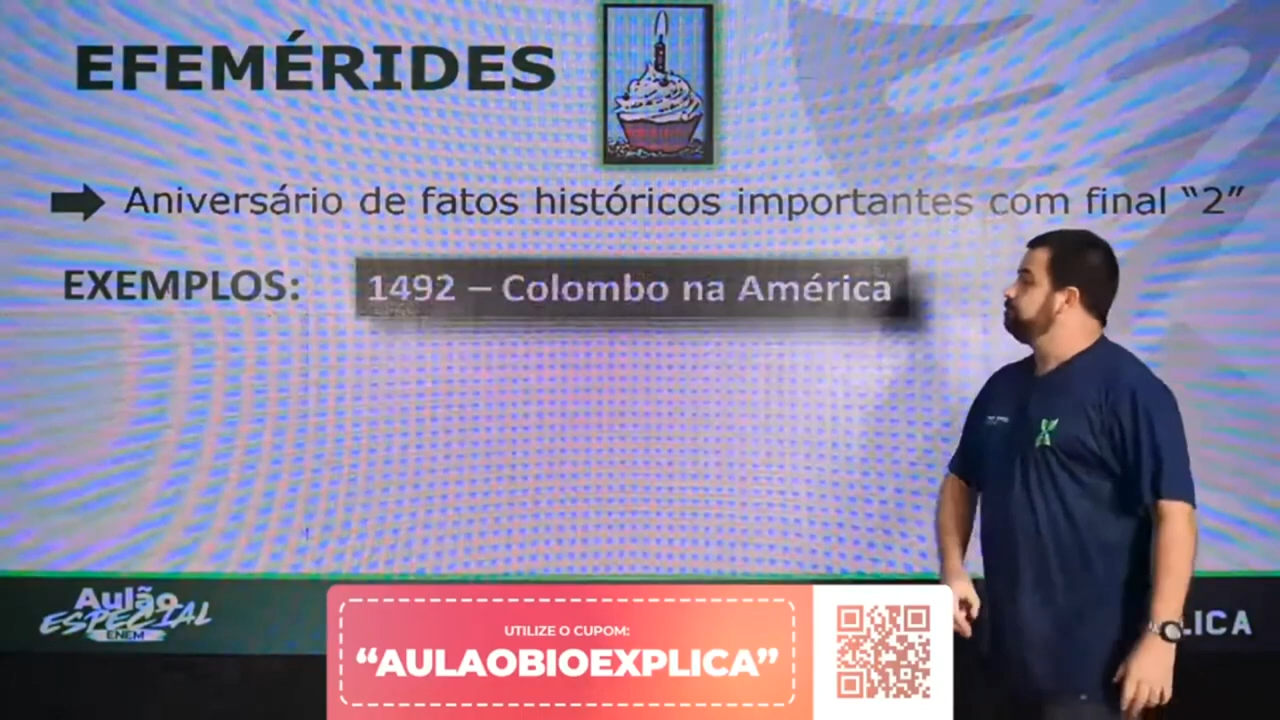 EFEMÉRIDES
Aniversário de fatos históricos importantes com final “2”
EXEMPLOS: 1492 – Colombo na América
Aulão
ESPECIAL
ENEM
UTILIZE O CUPOM:
“AULAOBIOEXPLICA”
LICA